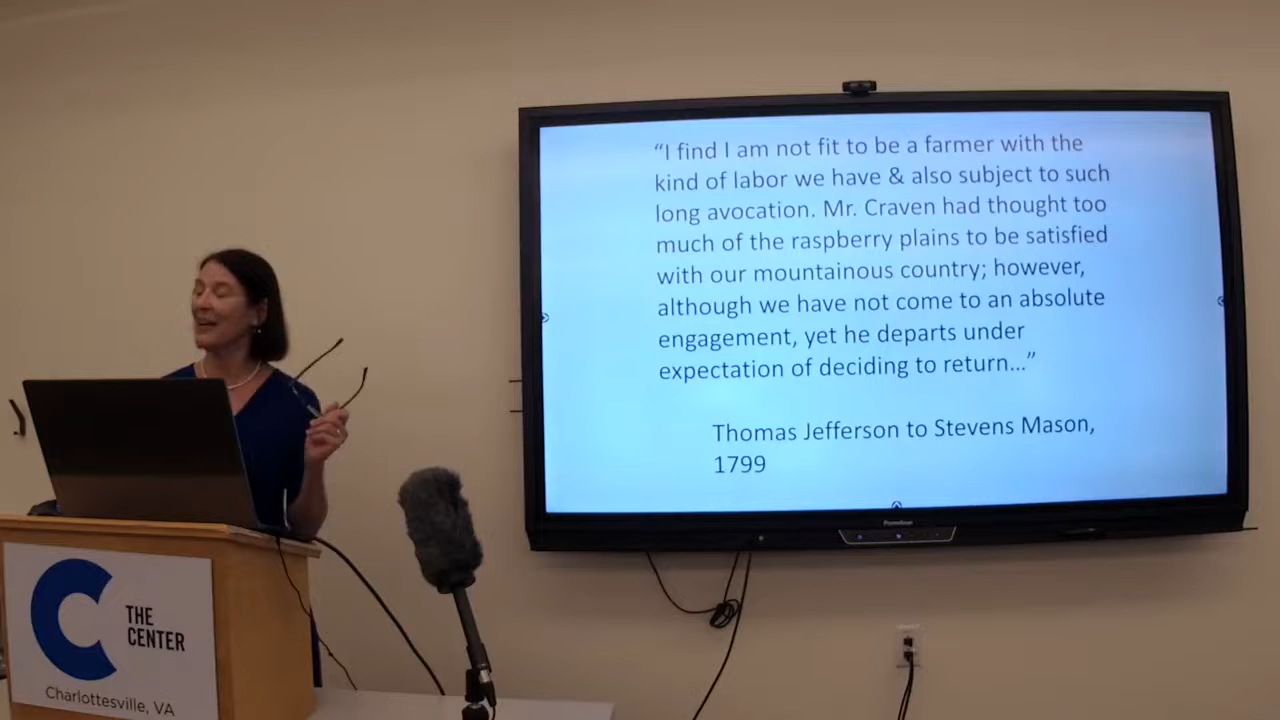 “I find I am not fit to be a farmer with the
kind of labor we have & also subject to such
long avocation. Mr. Craven had thought too
much of the raspberry plains to be satisfied
with our mountainous country; however,
although we have not come to an absolute
engagement, yet he departs under
expectation of deciding to return...”
Thomas Jefferson to Stevens Mason,
1799
THE
CENTER
Charlottesville, VA